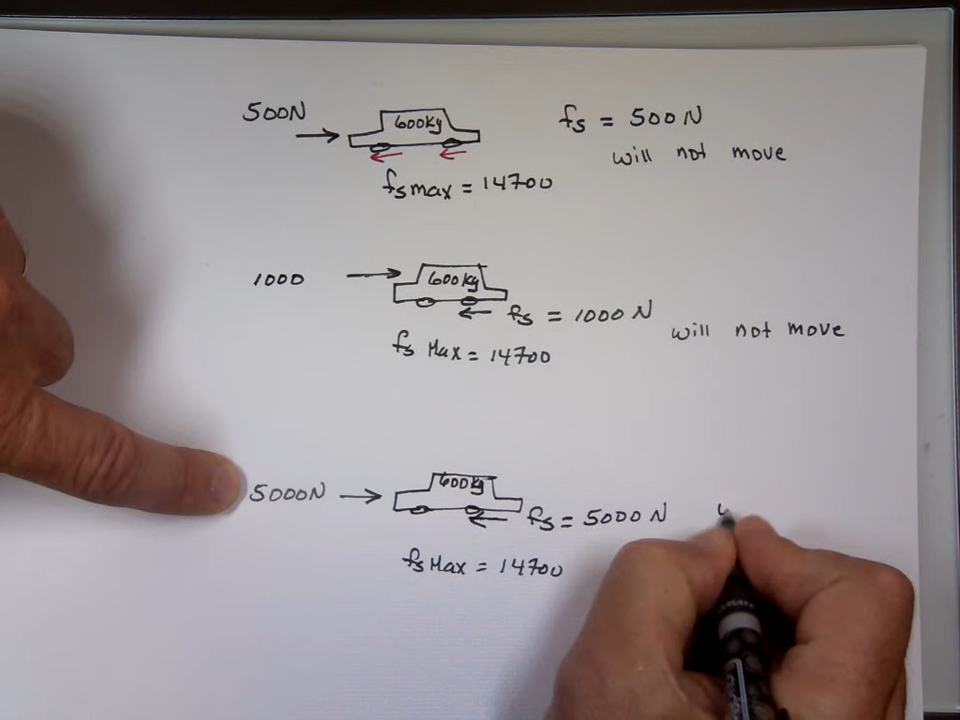 500N 600Kg fs = 500 N
will not move
fs max = 14700
1000 600Kg fs = 1000 N
will not move
fs Max = 14700
5000N 600Kg fs = 5000 N
fs Max = 14700